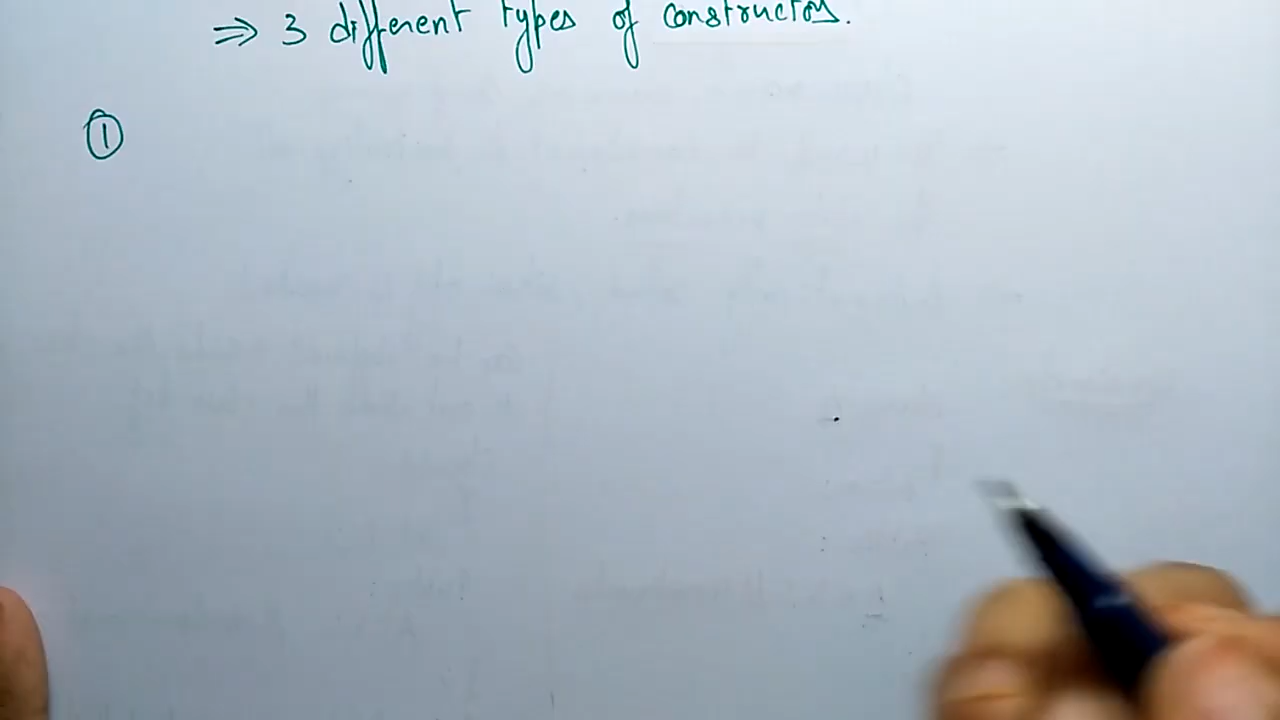 ⇒ 3 different types of constructors.
①